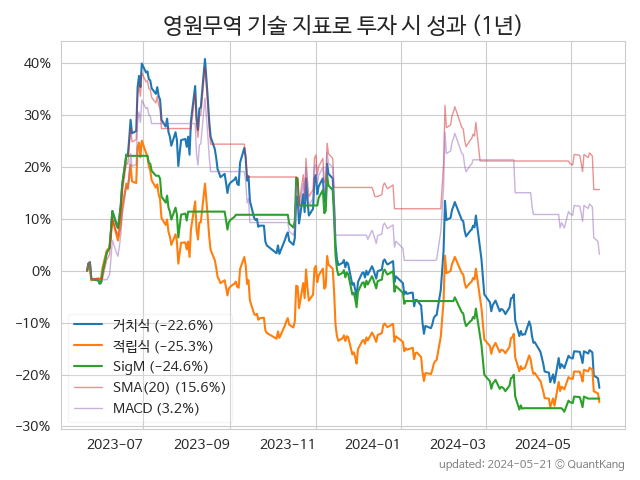 영원무역 기술 지표로 투자 시 성과 (1년)
40%
30%
20%
10%
0%
−10%
−20%
−30%
거치식 (−22.6%)
적립식 (−25.3%)
SigM (−24.6%)
SMA(20) (15.6%)
MACD (3.2%)
2023−07
2023−09
2023−11
2024−01
2024−03
2024−05
updated: 2024−05−21 ⓒ QuantKang